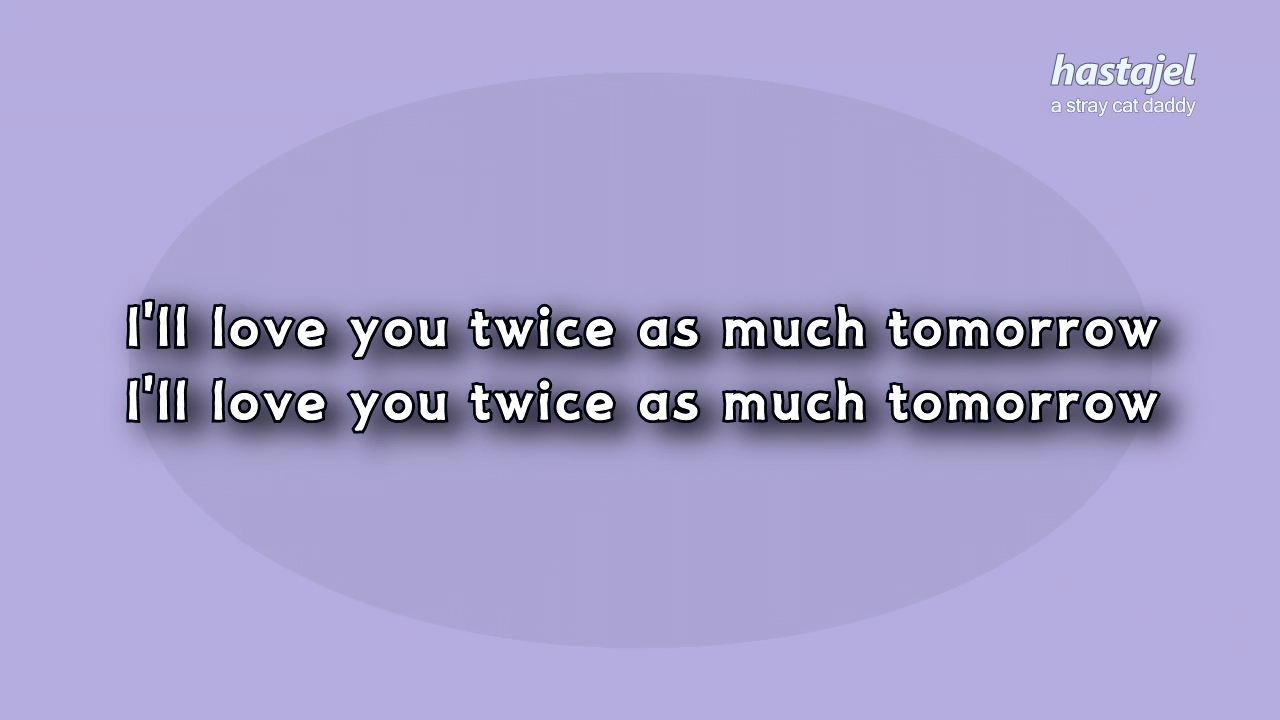 hastajel
a stray cat daddy
I'll love you twice as much tomorrow
I'll love you twice as much tomorrow